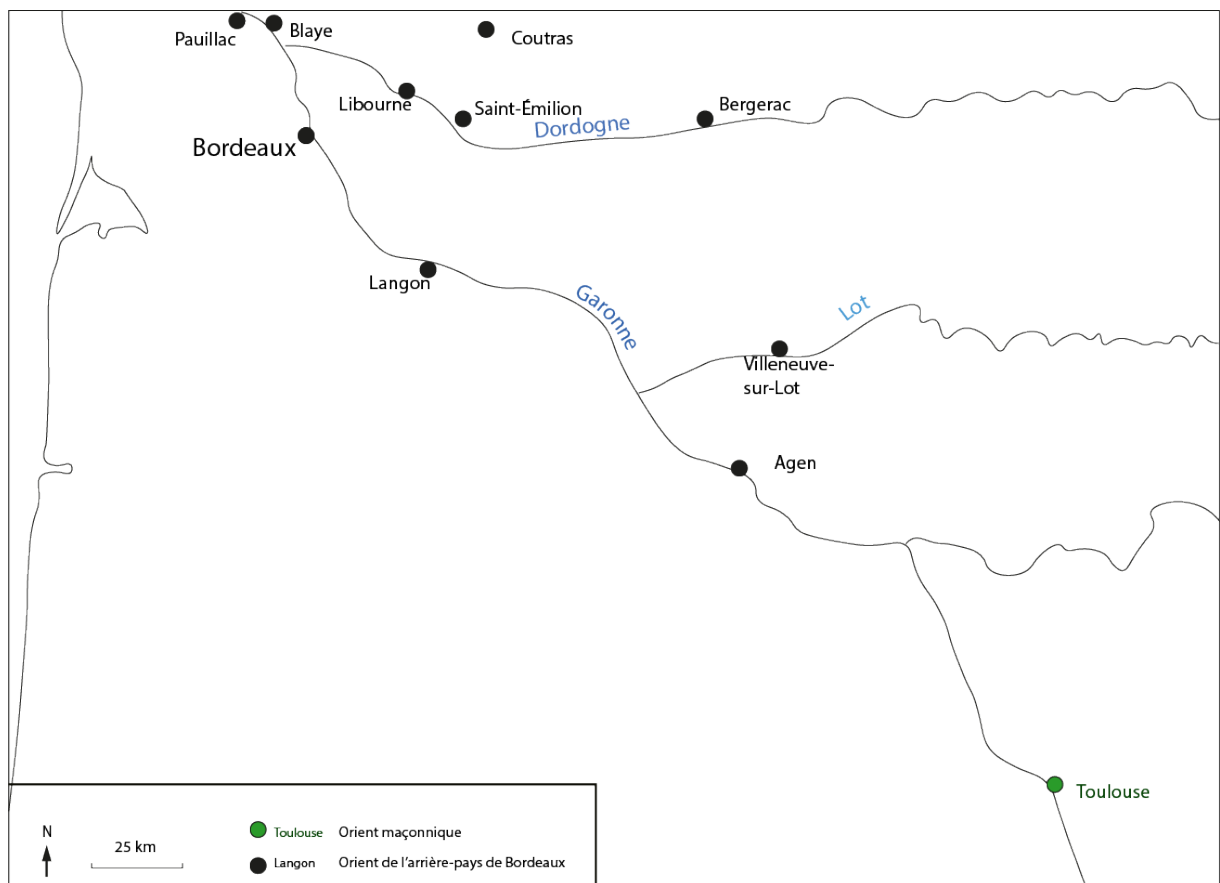 Pauillac
Blaye
Coutras
Libourne
Saint-Émilion
Bergerac
Dordogne
Bordeaux
Langon
Garonne
Lot
Villeneuve-
sur-Lot
Agen
Toulouse
N
25 km
Toulouse Orient maçonnique
Langon Orient de l'arrière-pays de Bordeaux